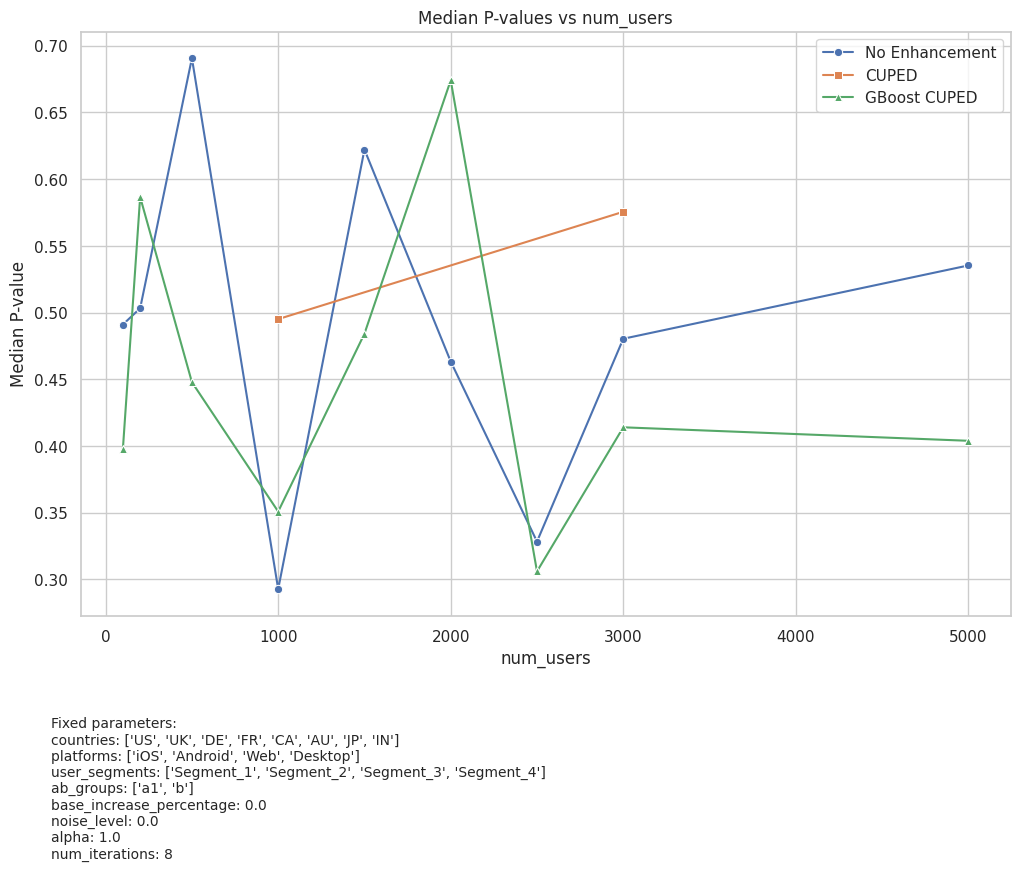 Median P-values vs num_users
No Enhancement
CUPED
GBoost CUPED
Median P-value
0.70
0.65
0.60
0.55
0.50
0.45
0.40
0.35
0.30
0
1000
2000
3000
4000
5000
num_users
Fixed parameters:
countries: ['US', 'UK', 'DE', 'FR', 'CA', 'AU', 'JP', 'IN']
platforms: ['iOS', 'Android', 'Web', 'Desktop']
user_segments: ['Segment_1', 'Segment_2', 'Segment_3', 'Segment_4']
ab_groups: ['a1', 'b']
base_increase_percentage: 0.0
noise_level: 0.0
alpha: 1.0
num_iterations: 8